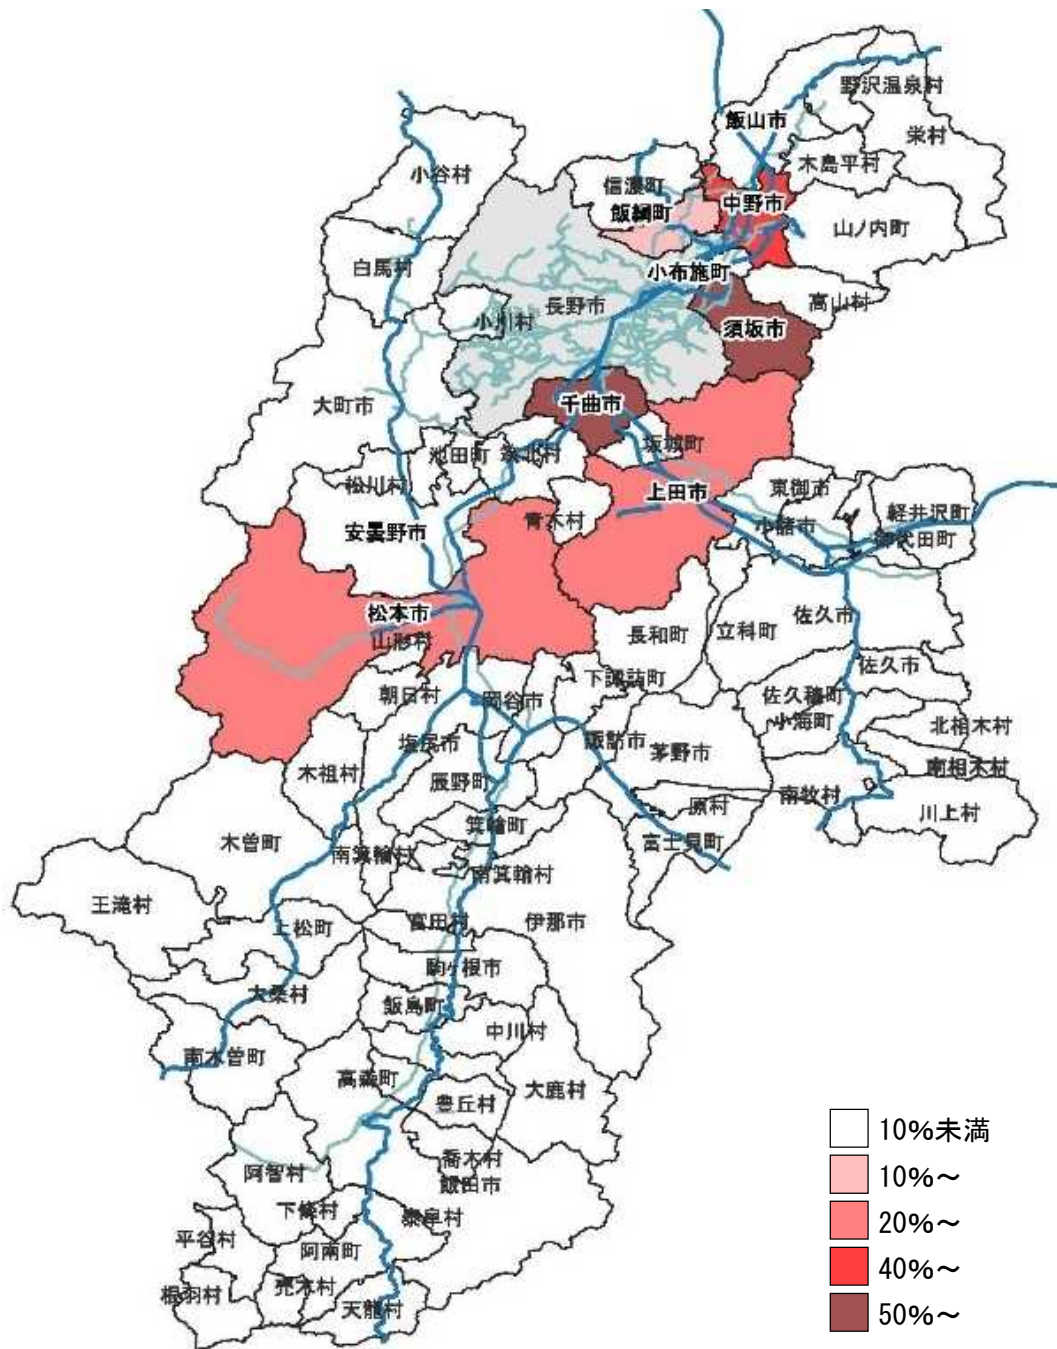 野沢温泉村
飯山市
栄村
木島平村
小谷村
信濃町
飯綱町
中野市
山ノ内町
白馬村
小布施町
高山村
長野市
小川村
須坂市
大町市
千曲市
坂城町
池田町
筑北村
松川村
上田市
東御市
青木村
軽井沢町
安曇野市
小諸市
御代田町
松本市
山形村
長和町
立科町
佐久市
佐久市
下諏訪町
朝日村
岡谷市
佐久穂町
小海町
北相木村
塩尻市
諏訪市
茅野市
南相木村
木祖村
辰野町
南牧村
原村
川上村
箕輪町
木曽町
南箕輪村
富士見町
南箕輪村
王滝村
上松町
宮田村
伊那市
駒ヶ根市
大桑村
飯島町
中川村
南木曽町
高森町
豊丘村
大鹿村
喬木村
阿智村
飯田市
下條村
泰阜村
平谷村
阿南町
売木村
根羽村
天龍村
10%未満
10%～
20%～
40%～
50%～